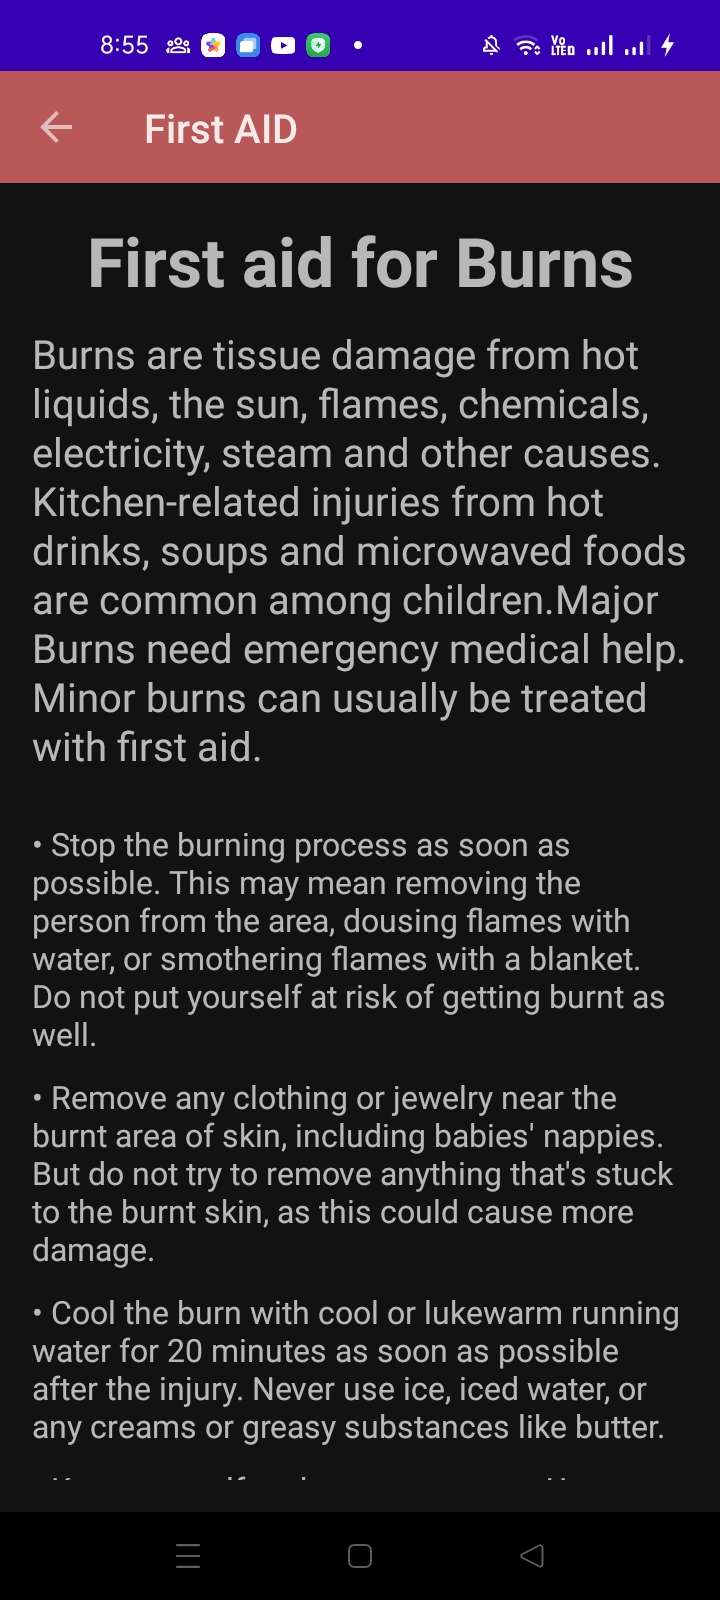 8:55
VO
LTED
First AID
First aid for Burns
Burns are tissue damage from hot
liquids, the sun, flames, chemicals,
electricity, steam and other causes.
Kitchen-related injuries from hot
drinks, soups and microwaved foods
are common among children.Major
Burns need emergency medical help.
Minor burns can usually be treated
with first aid.
• Stop the burning process as soon as
possible. This may mean removing the
person from the area, dousing flames with
water, or smothering flames with a blanket.
Do not put yourself at risk of getting burnt as
well.
• Remove any clothing or jewelry near the
burnt area of skin, including babies' nappies.
But do not try to remove anything that's stuck
to the burnt skin, as this could cause more
damage.
• Cool the burn with cool or lukewarm running
water for 20 minutes as soon as possible
after the injury. Never use ice, iced water, or
any creams or greasy substances like butter.